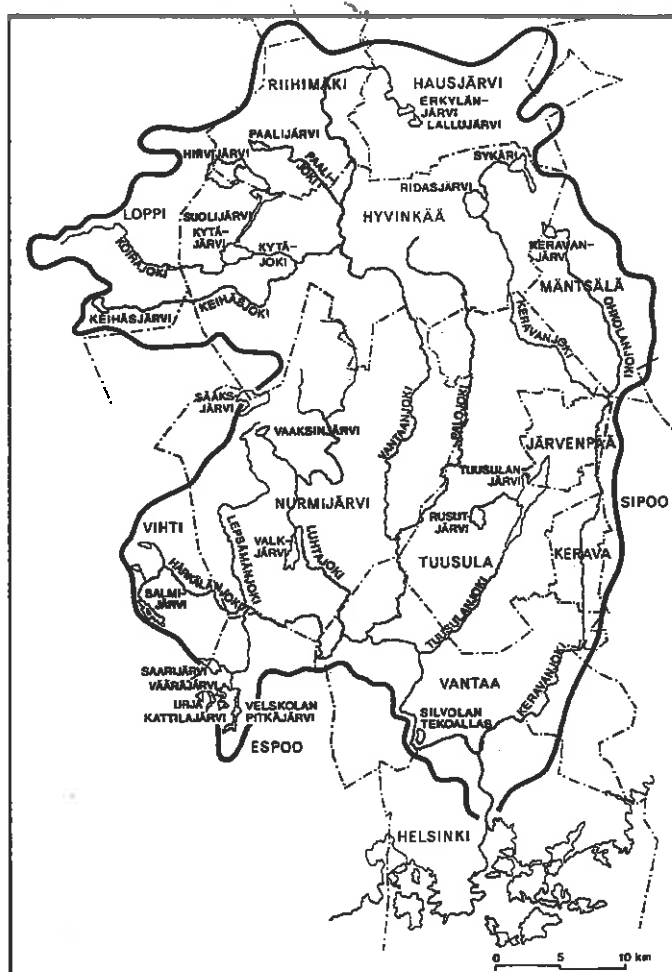 RIIHIMÄKI
HAUSJÄRVI
ERKYLÄN-
JÄRVI
LALLUJÄRVI
PAALIJÄRVI
HIRVIJÄRVI
PAALI-
JOKI
SYKÄRI
RIDASJÄRVI
LOPPI
SUOLIJÄRVI
HYVINKÄÄ
KYTÄ-
JÄRVI
KYTÄ-
JOKI
KERAVAN-
JÄRVI
KOIRAJOKI
MÄNTSÄLÄ
KEIHÄSJÄRVI
KEIHÄSJOKI
KERAVANJOKI
OHKOLANJOKI
SÄÄKS-
JÄRVI
VAAKSINJÄRVI
VANTAANJOKI
PALOJOKI
JÄRVENPÄÄ
TUUSULAN-
JÄRVI
NURMIJÄRVI
SIPOO
RUSUT-
JÄRVI
VIHTI
LEPSÄMÄNJOKI
VALK-
JÄRVI
LUHTAJOKI
TUUSULA
KERAVA
HÄRKÄLÄNJOKI
SALMI-
JÄRVI
TUUSULANJOKI
SAARIJÄRVI
VÄÄRÄJÄRVI
URJA
KATTILAJÄRVI
VELSKOLAN
PITKÄJÄRVI
VANTAA
KERAVANJOKI
SILVOLAN
TEKOALLAS
ESPOO
HELSINKI
0 5 10 km